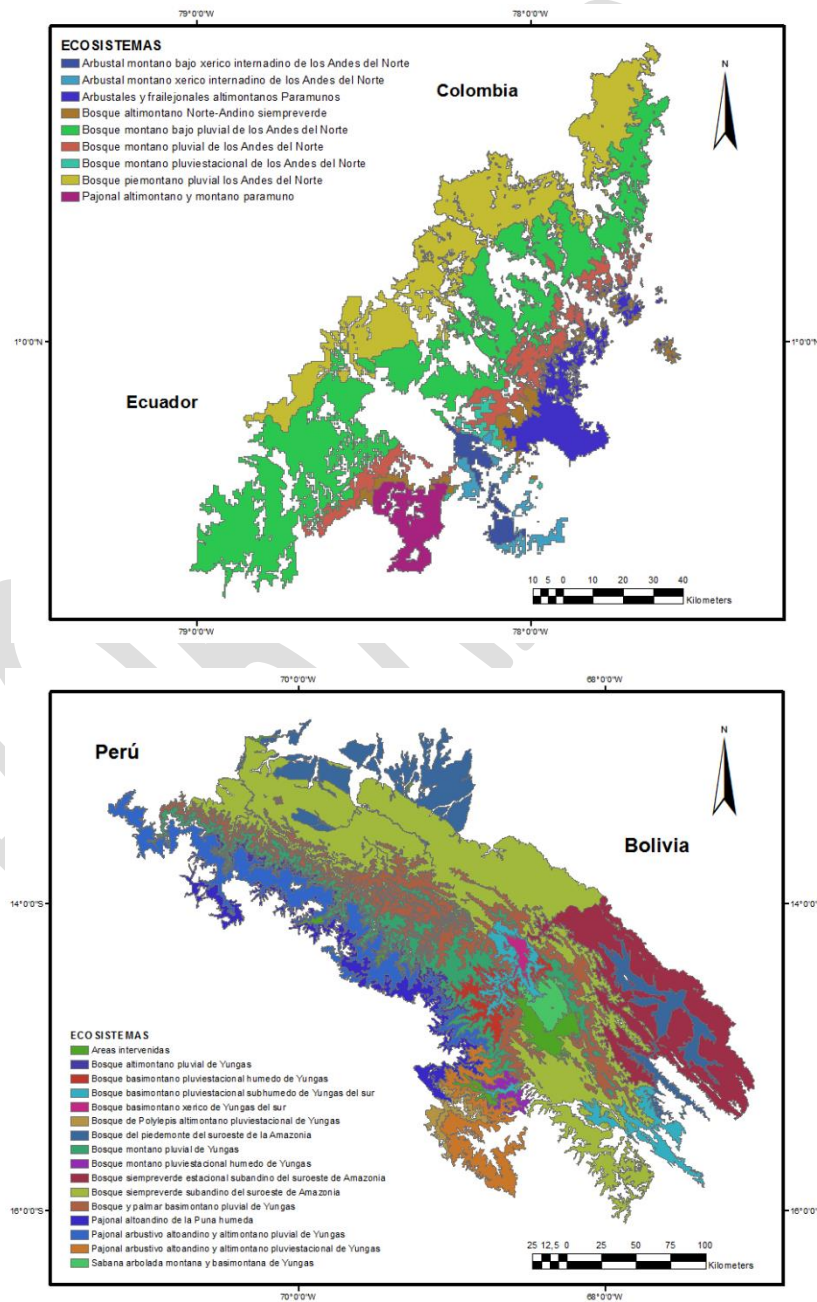 79°0'0"W
78°0'0"W
ECOSISTEMAS
Arbustal montano bajo xerico internadino de los Andes del Norte
Arbustal montano xerico internadino de los Andes del Norte
Arbustales y frailejonales altimontanos Paramunos
Bosque altimontano Norte-Andino siempreverde
Bosque montano bajo pluvial de los Andes del Norte
Bosque montano pluvial de los Andes del Norte
Bosque montano pluviestacional de los Andes del Norte
Bosque piemontano pluvial los Andes del Norte
Pajonal altimontano y montano paramuno
Colombia
N
1°0'0"N
1°0'0"N
Ecuador
10 5 0 10 20 30 40
Kilometers
79°0'0"W
78°0'0"W
70°0'0"W
68°0'0"W
Perú
N
Bolivia
14°0'0"S
14°0'0"S
ECOSISTEMAS
Areas intervenidas
Bosque altimontano pluvial de Yungas
Bosque basimontano pluviestacional humedo de Yungas
Bosque basimontano pluviestacional subhumedo de Yungas del sur
Bosque basimontano xerico de Yungas del sur
Bosque de Polylepis altimontano pluviestacional de Yungas
Bosque del piedemonte del suroeste de la Amazonia
Bosque montano pluvial de Yungas
Bosque montano pluviestacional humedo de Yungas
Bosque siempreverde estacional subandino del suroeste de Amazonia
Bosque siempreverde subandino del suroeste de Amazonia
Bosque y palmar basimontano pluvial de Yungas
Pajonal altoandino de la Puna humeda
Pajonal arbustivo altoandino y altimontano pluvial de Yungas
Pajonal arbustivo altoandino y altimontano pluviestacional de Yungas
Sabana arbolada montana y basimontana de Yungas
16°0'0"S
16°0'0"S
25 12,5 0 25 50 75 100
Kilometers
70°0'0"W
68°0'0"W